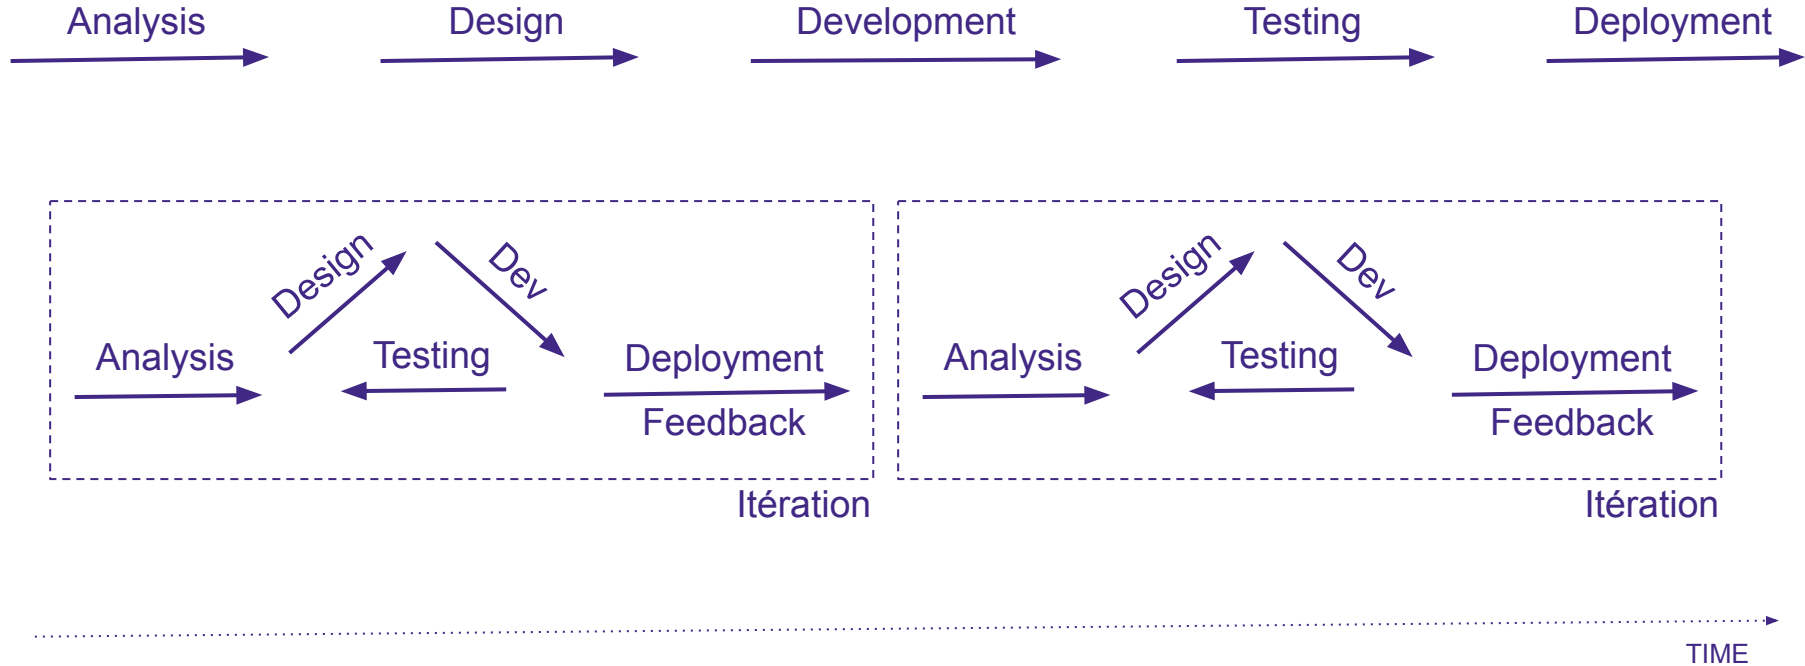 Analysis
Design
Development
Testing
Deployment
Design
Dev
Analysis
Testing
Deployment
Feedback
Itération
Design
Dev
Analysis
Testing
Deployment
Feedback
Itération
TIME